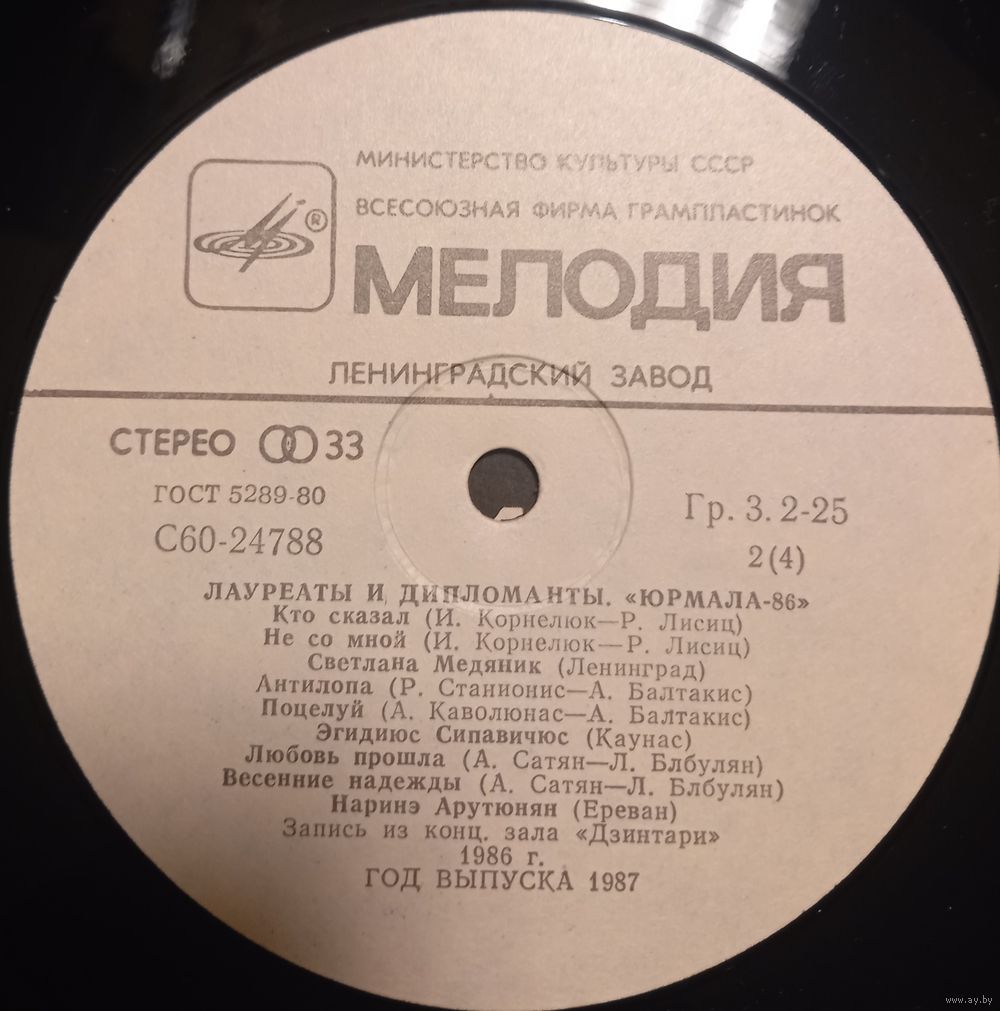 МИНИСТЕРСТВО КУЛЬТУРЫ СССР
ВСЕСОЮЗНАЯ ФИРМА ГРАМПЛАСТИНОК
®
МЕЛОДИЯ
ЛЕНИНГРАДСКИЙ ЗАВОД
СТЕРЕО 33
ГОСТ 5289-80
Гр. 3. 2-25
С60-24788
2(4)
ЛАУРЕАТЫ И ДИПЛОМАНТЫ. «ЮРМАЛА-86»
Кто сказал (И. Корнелюк—Р. Лисиц)
Не со мной (И. Корнелюк—Р. Лисиц)
Светлана Медяник (Ленинград)
Антилопа (Р. Станионис—А. Балтакис)
Поцелуй (А. Каволюнас—А. Балтакис)
Эгидиюс Сипавичюс (Каунас)
Любовь прошла (А. Сатян—Л. Блбулян)
Весенние надежды (А. Сатян—Л. Блбулян)
Наринэ Арутюнян (Ереван)
Запись из конц. зала «Дзинтари»
1986 г.
ГОД ВЫПУСКА 1987
www.ay.by